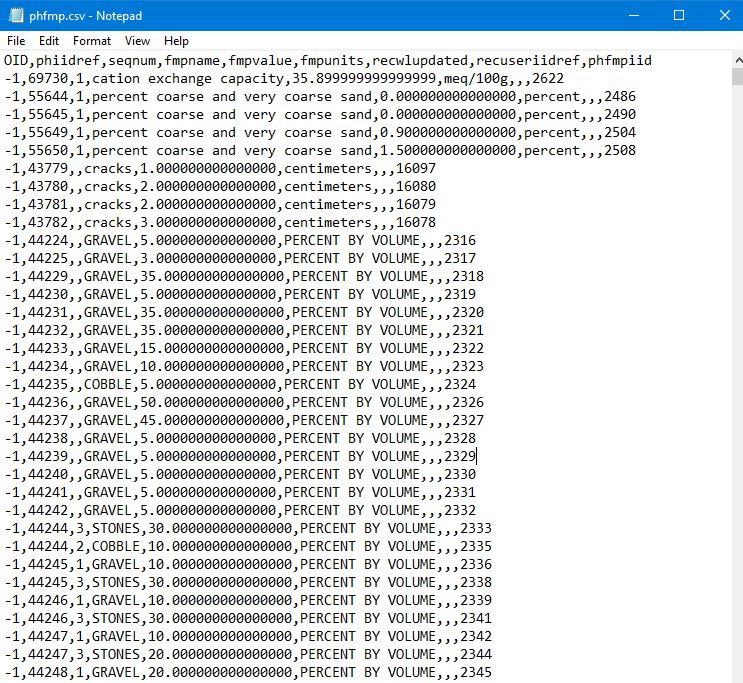 phfmp.csv - Notepad
File Edit Format View Help
OID,phiidref,seqnum,fmpname,fmpvalue,fmpunits,recwlupdated,recuseriidref,phfmpiid
-1,69730,1,cation exchange capacity,35.899999999999999,meq/100g,,,2622
-1,55644,1,percent coarse and very coarse sand,0.000000000000000,percent,,,2486
-1,55645,1,percent coarse and very coarse sand,0.000000000000000,percent,,,2490
-1,55649,1,percent coarse and very coarse sand,0.900000000000000,percent,,,2504
-1,55650,1,percent coarse and very coarse sand,1.500000000000000,percent,,,2508
-1,43779,,cracks,1.000000000000000,centimeters,,,16097
-1,43780,,cracks,2.000000000000000,centimeters,,,16080
-1,43781,,cracks,2.000000000000000,centimeters,,,16079
-1,43782,,cracks,3.000000000000000,centimeters,,,16078
-1,44224,,GRAVEL,5.000000000000000,PERCENT BY VOLUME,,,2316
-1,44225,,GRAVEL,3.000000000000000,PERCENT BY VOLUME,,,2317
-1,44229,,GRAVEL,35.000000000000000,PERCENT BY VOLUME,,,2318
-1,44230,,GRAVEL,5.000000000000000,PERCENT BY VOLUME,,,2319
-1,44231,,GRAVEL,35.000000000000000,PERCENT BY VOLUME,,,2320
-1,44232,,GRAVEL,35.000000000000000,PERCENT BY VOLUME,,,2321
-1,44233,,GRAVEL,15.000000000000000,PERCENT BY VOLUME,,,2322
-1,44234,,GRAVEL,10.000000000000000,PERCENT BY VOLUME,,,2323
-1,44235,,COBBLE,5.000000000000000,PERCENT BY VOLUME,,,2324
-1,44236,,GRAVEL,50.000000000000000,PERCENT BY VOLUME,,,2326
-1,44237,,GRAVEL,45.000000000000000,PERCENT BY VOLUME,,,2327
-1,44238,,GRAVEL,5.000000000000000,PERCENT BY VOLUME,,,2328
-1,44239,,GRAVEL,5.000000000000000,PERCENT BY VOLUME,,,2329
-1,44240,,GRAVEL,5.000000000000000,PERCENT BY VOLUME,,,2330
-1,44241,,GRAVEL,5.000000000000000,PERCENT BY VOLUME,,,2331
-1,44242,,GRAVEL,5.000000000000000,PERCENT BY VOLUME,,,2332
-1,44244,3,STONES,30.000000000000000,PERCENT BY VOLUME,,,2333
-1,44244,2,COBBLE,10.000000000000000,PERCENT BY VOLUME,,,2335
-1,44245,1,GRAVEL,10.000000000000000,PERCENT BY VOLUME,,,2336
-1,44245,3,STONES,30.000000000000000,PERCENT BY VOLUME,,,2338
-1,44246,1,GRAVEL,10.000000000000000,PERCENT BY VOLUME,,,2339
-1,44246,3,STONES,30.000000000000000,PERCENT BY VOLUME,,,2341
-1,44247,1,GRAVEL,10.000000000000000,PERCENT BY VOLUME,,,2342
-1,44247,3,STONES,20.000000000000000,PERCENT BY VOLUME,,,2344
-1,44248,1,GRAVEL,20.000000000000000,PERCENT BY VOLUME,,,2345